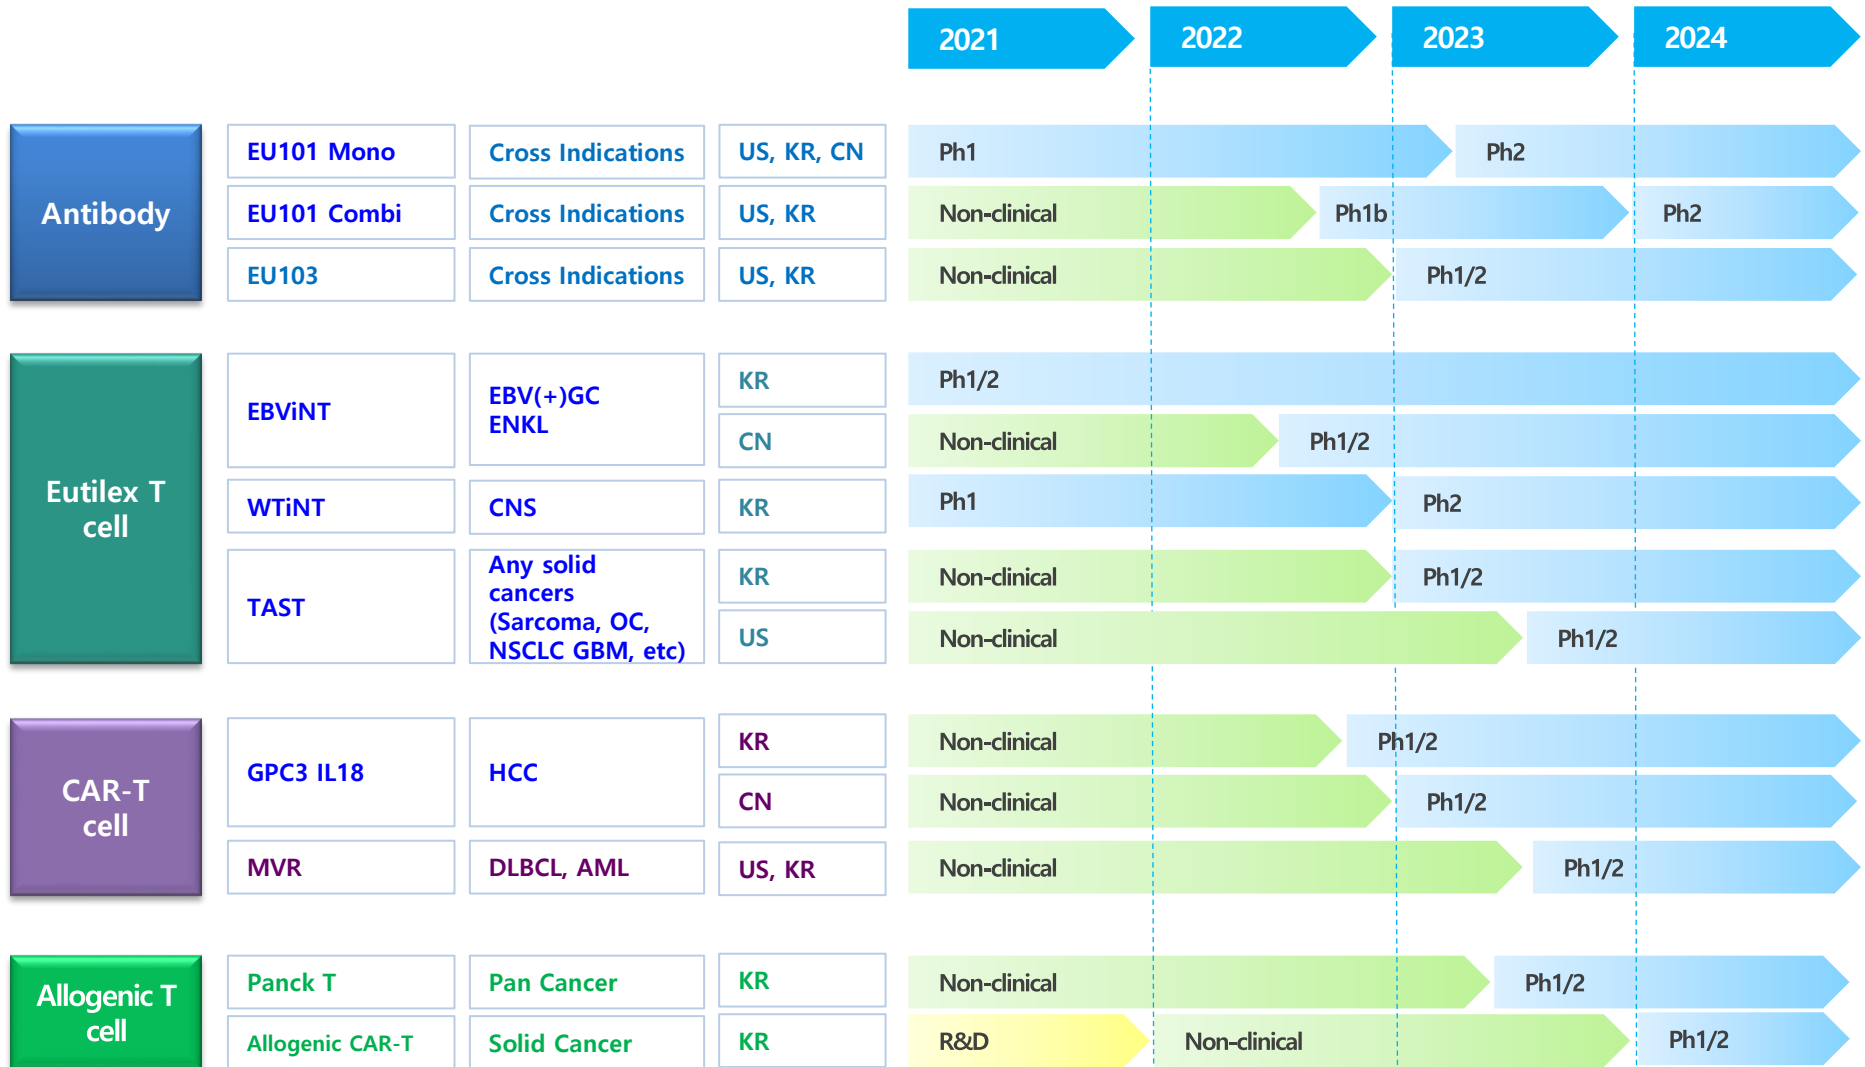 2021
2022
2023
2024
Antibody
EU101 Mono
Cross Indications
US, KR, CN
Ph1
Ph2
EU101 Combi
Cross Indications
US, KR
Non-clinical
Ph1b
Ph2
EU103
Cross Indications
US, KR
Non-clinical
Ph1/2
Eutilex T
cell
EBViNT
EBV(+)GC
ENKL
KR
Ph1/2
CN
Non-clinical
Ph1/2
WTiNT
CNS
KR
Ph1
Ph2
TAST
Any solid
cancers
(Sarcoma, OC,
NSCLC GBM, etc)
KR
Non-clinical
Ph1/2
US
Non-clinical
Ph1/2
CAR-T
cell
GPC3 IL18
HCC
KR
Non-clinical
Ph1/2
CN
Non-clinical
Ph1/2
MVR
DLBCL, AML
US, KR
Non-clinical
Ph1/2
Allogenic T
cell
Panck T
Pan Cancer
KR
Non-clinical
Ph1/2
Allogenic CAR-T
Solid Cancer
KR
R&D
Non-clinical
Ph1/2